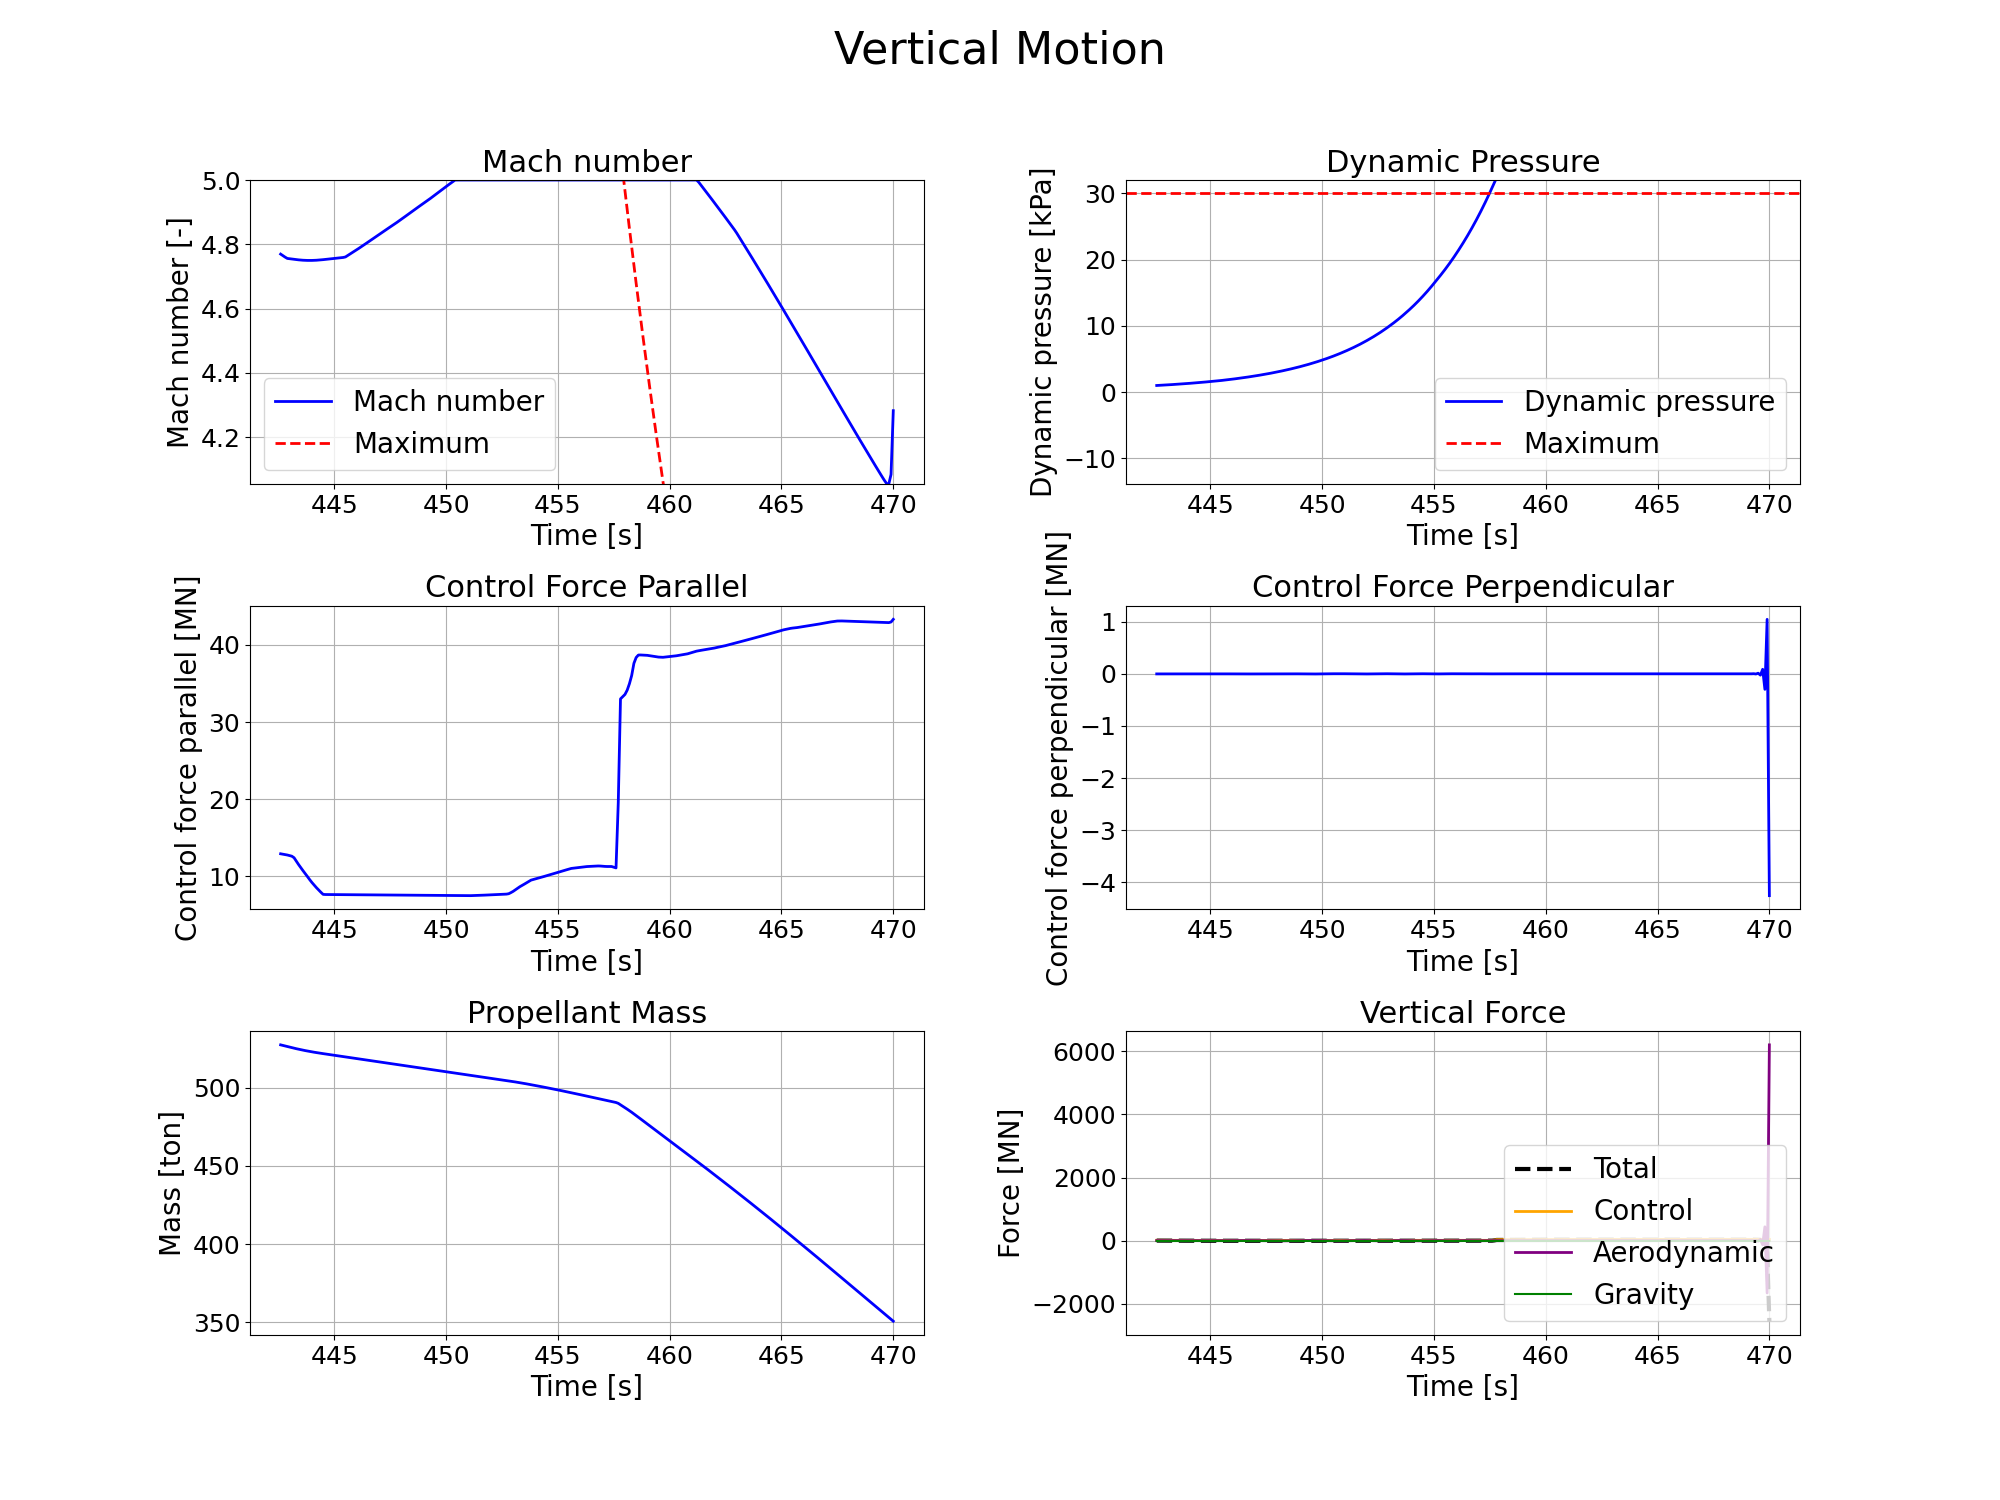 Vertical Motion
Mach number
Mach number [-]
5.0
4.8
4.6
4.4
4.2
Mach number
Maximum
445 450 455 460 465 470
Time [s]
Dynamic Pressure
Dynamic pressure [kPa]
30
20
10
0
−10
Dynamic pressure
Maximum
445 450 455 460 465 470
Time [s]
Control Force Parallel
Control force parallel [MN]
40
30
20
10
445 450 455 460 465 470
Time [s]
Control Force Perpendicular
Control force perpendicular [MN]
1
0
−1
−2
−3
−4
445 450 455 460 465 470
Time [s]
Propellant Mass
Mass [ton]
500
450
400
350
445 450 455 460 465 470
Time [s]
Vertical Force
Force [MN]
6000
4000
2000
0
−2000
Total
Control
Aerodynamic
Gravity
445 450 455 460 465 470
Time [s]